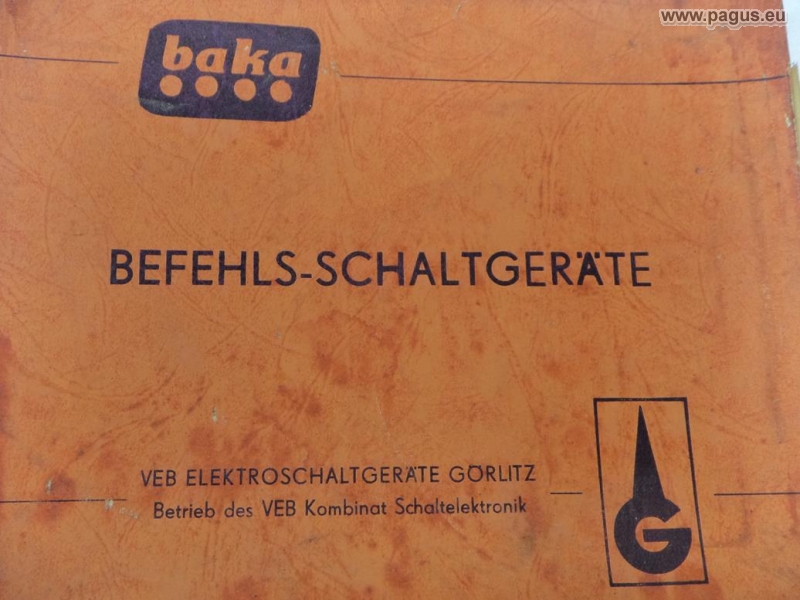 www.pagus.eu
baka
BEFEHLS-SCHALTGERÄTE
VEB ELEKTROSCHALTGERÄTE GÖRLITZ
Betrieb des VEB Kombinat Schaltelektronik
G